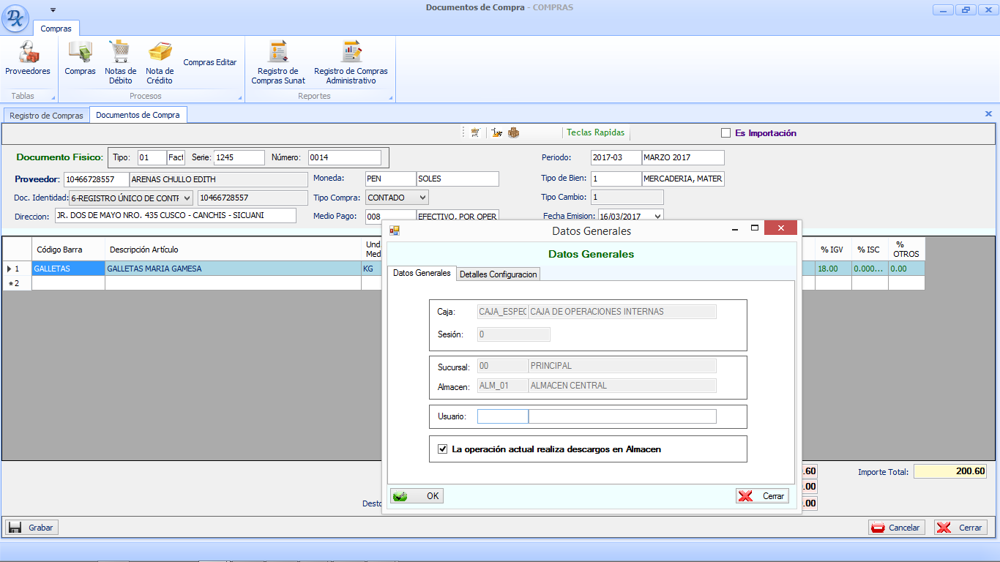 Documentos de Compra - COMPRAS
Compras
Proveedores
Compras
Notas de
Débito
Nota de
Crédito
Compras Editar
Registro de
Compras Sunat
Registro de Compras
Administrativo
Tablas
Procesos
Reportes
Registro de Compras
Documentos de Compra
Teclas Rapidas
Es Importación
Documento Fisico: Tipo: 01 Fact Serie: 1245 Número: 0014
Periodo: 2017-03 MARZO 2017
Proveedor: 10466728557 ARENAS CHULLO EDITH
Moneda: PEN SOLES
Tipo de Bien: 1 MERCADERIA, MATER
Doc. Identidad: 6-REGISTRO ÚNICO DE CONTR 10466728557
Tipo Compra: CONTADO
Tipo Cambio: 1
Direccion: JR. DOS DE MAYO NRO. 435 CUSCO - CANCHIS - SICUANI
Medio Pago: 008 EFECTIVO, POR OPER
Fecha Emision: 16/03/2017
Código Barra
Descripción Artículo
Und
Med
% IGV
% ISC
%
OTROS
1 GALLETAS GALLETAS MARIA GAMESA KG 18.00 0.000... 0.00
*2
Datos Generales
Datos Generales
Datos Generales
Detalles Configuracion
Caja: CAJA_ESPEC CAJA DE OPERACIONES INTERNAS
Sesión: 0
Sucursal: 00 PRINCIPAL
Almacen: ALM_01 ALMACEN CENTRAL
Usuario:
La operación actual realiza descargos en Almacen
OK
Cerrar
.60
Importe Total: 200.60
.00
Desto
.00
Grabar
Cancelar
Cerrar